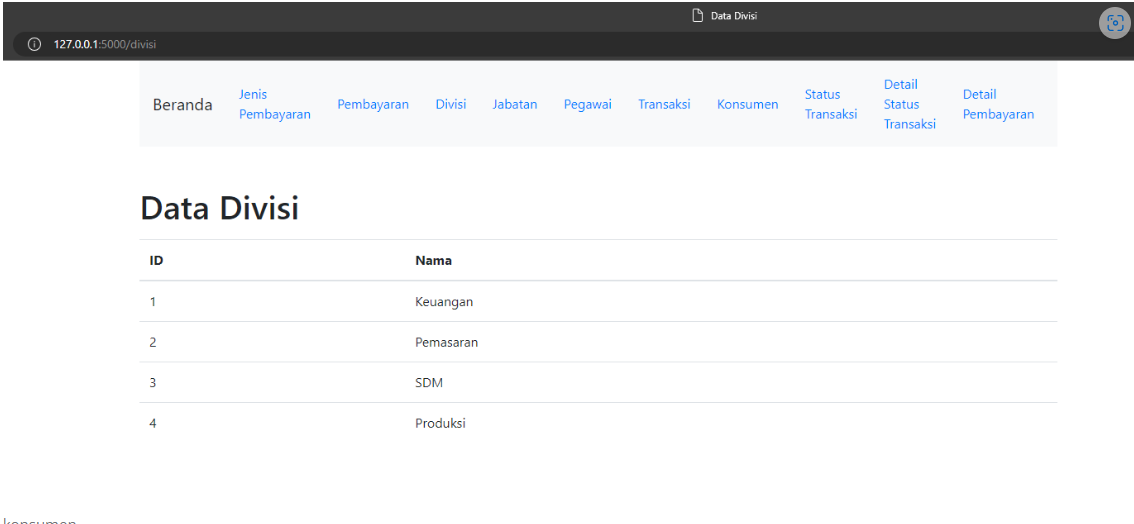 Data Divisi
127.0.0.1:5000/divisi
Beranda
Jenis
Pembayaran
Pembayaran
Divisi
Jabatan
Pegawai
Transaksi
Konsumen
Status
Transaksi
Detail
Status
Transaksi
Detail
Pembayaran
Data Divisi
ID Nama
1 Keuangan
2 Pemasaran
3 SDM
4 Produksi
konsumen